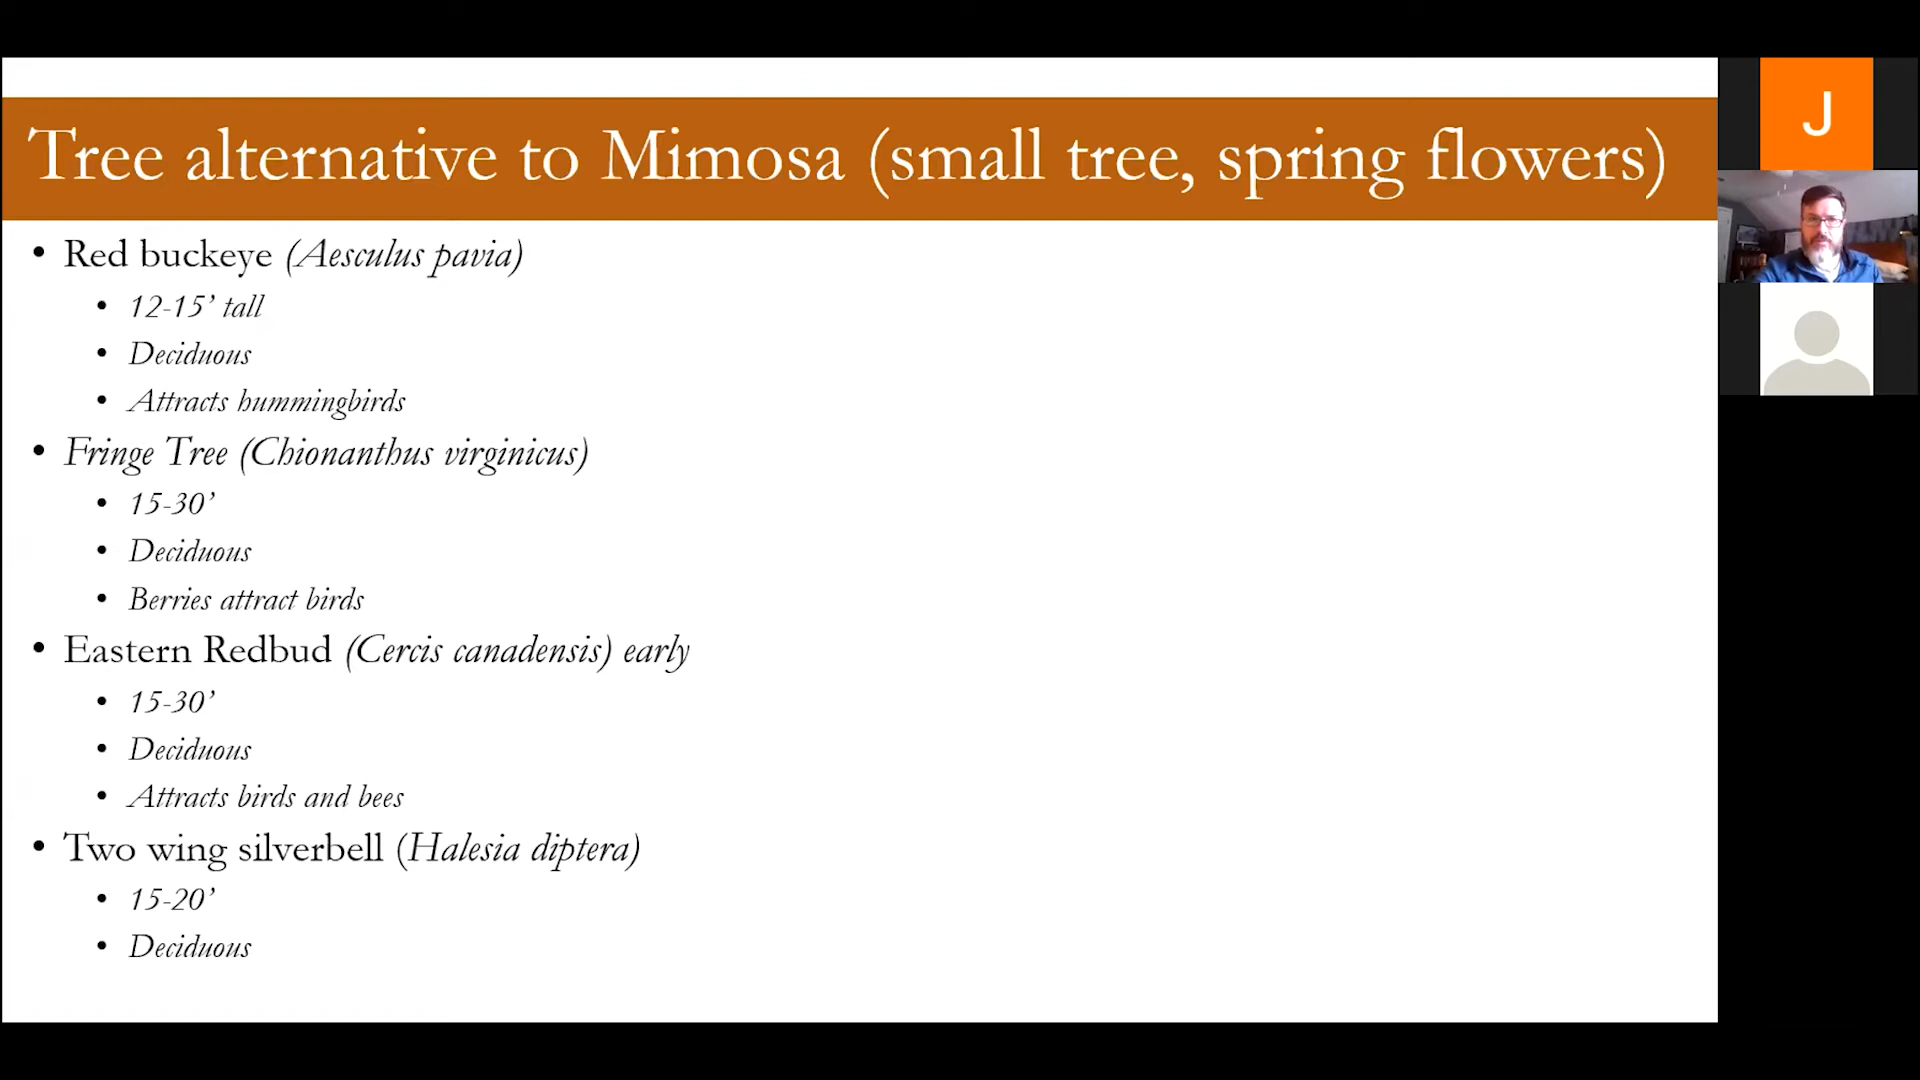 Tree alternative to Mimosa (small tree, spring flowers)
• Red buckeye (Aesculus pavia)
• 12-15’ tall
• Deciduous
• Attracts hummingbirds
• Fringe Tree (Chionanthus virginicus)
• 15-30’
• Deciduous
• Berries attract birds
• Eastern Redbud (Cercis canadensis) early
• 15-30’
• Deciduous
• Attracts birds and bees
• Two wing silverbell (Halesia diptera)
• 15-20’
• Deciduous
J